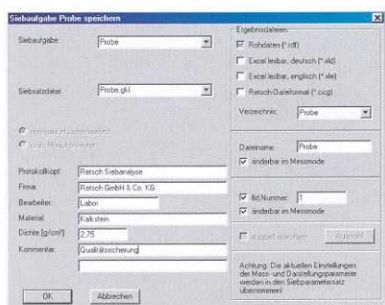 Siebaufgabe Probe speichern
Siebaufgabe:
Probe
Siebsatzdatei:
Probe.gkl
Protokollkopf:
Retsch Siebanalyse
Firma:
Retsch GmbH & Co. KG
Bearbeiter:
Labor
Material:
Kalkstein
Dichte [g/cm³]:
2,75
Kommentar:
Qualitätssicherung
OK
Abbrechen
Ergebnisdateien:
Rohdaten (*.rdf)
Excel lesbar, deutsch (*.xld)
Excel lesbar, englisch (*.xle)
Retsch-Dateiformat (*.ccg)
Verzeichnis:
Probe
Dateiname:
Probe
änderbar im Messmode
lfd.Nummer:
1
änderbar im Messmode
doppelt speichern
Auswahl
Achtung: Die aktuellen Einstellungen
der Mess- und Darstellungsparameter
werden in den Siebparametersatz
übernommen!